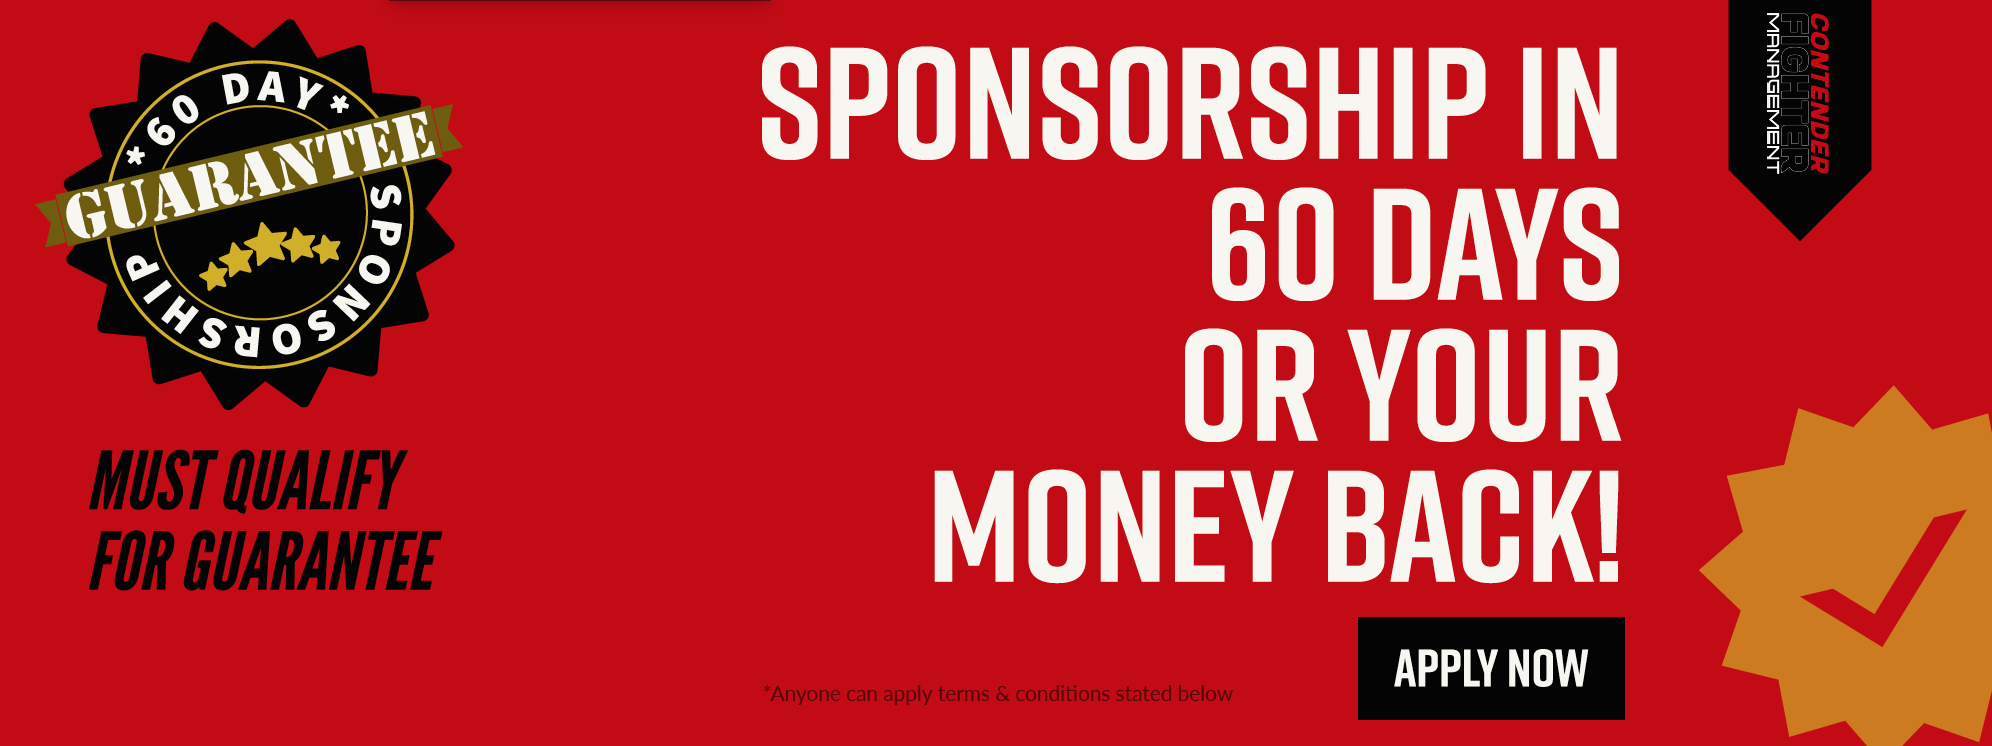 *60 DAY*
GUARANTEE
SPONSORSHIP
MUST QUALIFY
FOR GUARANTEE
SPONSORSHIP IN
60 DAYS
OR YOUR
MONEY BACK!
APPLY NOW
*Anyone can apply terms & conditions stated below
CONTENDER
FIGHTER
MANAGEMENT